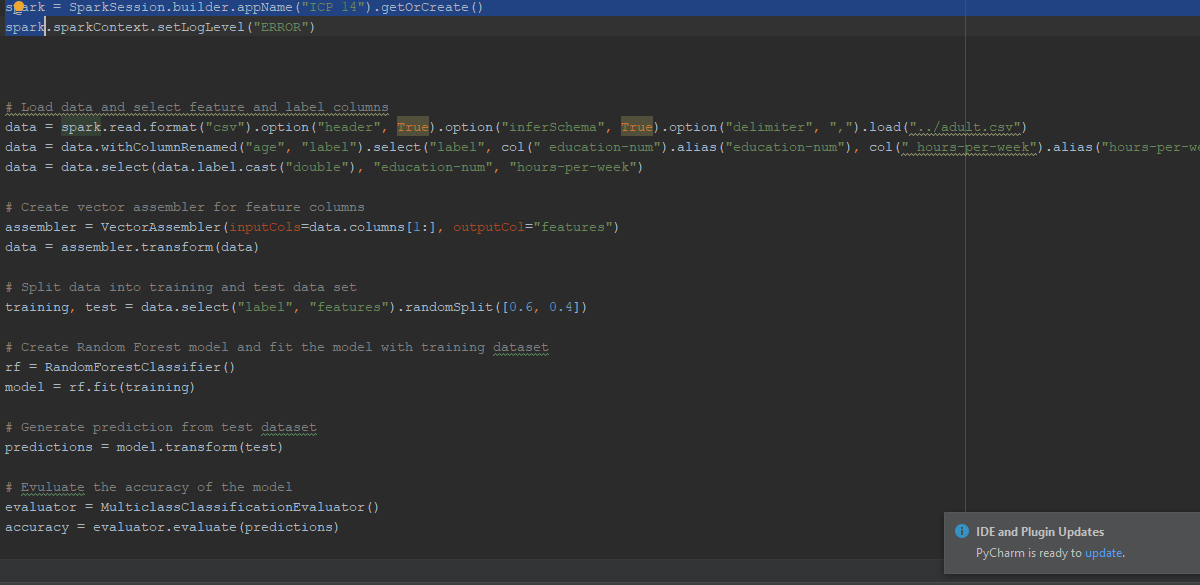 spark = SparkSession.builder.appName("ICP 14").getOrCreate()
spark.sparkContext.setLogLevel("ERROR")
# Load data and select feature and label columns
data = spark.read.format("csv").option("header", True).option("inferSchema", True).option("delimiter", ",").load("../adult.csv")
data = data.withColumnRenamed("age", "label").select("label", col(" education-num").alias("education-num"), col(" hours-per-week").alias("hours-per-we
data = data.select(data.label.cast("double"), "education-num", "hours-per-week")
# Create vector assembler for feature columns
assembler = VectorAssembler(inputCols=data.columns[1:], outputCol="features")
data = assembler.transform(data)
# Split data into training and test data set
training, test = data.select("label", "features").randomSplit([0.6, 0.4])
# Create Random Forest model and fit the model with training dataset
rf = RandomForestClassifier()
model = rf.fit(training)
# Generate prediction from test dataset
predictions = model.transform(test)
# Evuluate the accuracy of the model
evaluator = MulticlassClassificationEvaluator()
accuracy = evaluator.evaluate(predictions)
IDE and Plugin Updates
PyCharm is ready to update.